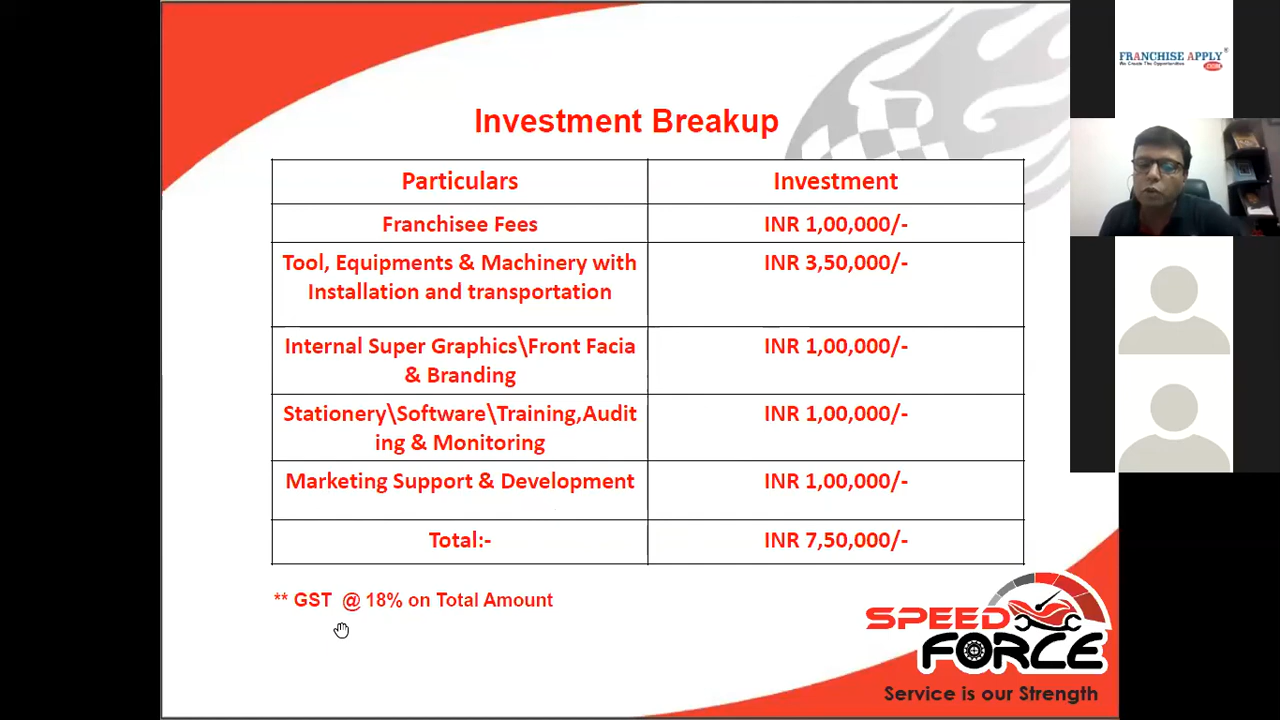 FRANCHISE APPLY
We Create The Opportunities
.COM
Investment Breakup
Particulars
Investment
Franchisee Fees
INR 1,00,000/-
Tool, Equipments & Machinery with
Installation and transportation
INR 3,50,000/-
Internal Super Graphics\Front Facia
& Branding
INR 1,00,000/-
Stationery\Software\Training,Audit
ing & Monitoring
INR 1,00,000/-
Marketing Support & Development
INR 1,00,000/-
Total:-
INR 7,50,000/-
** GST @ 18% on Total Amount
SPEED
FORCE
Service is our Strength